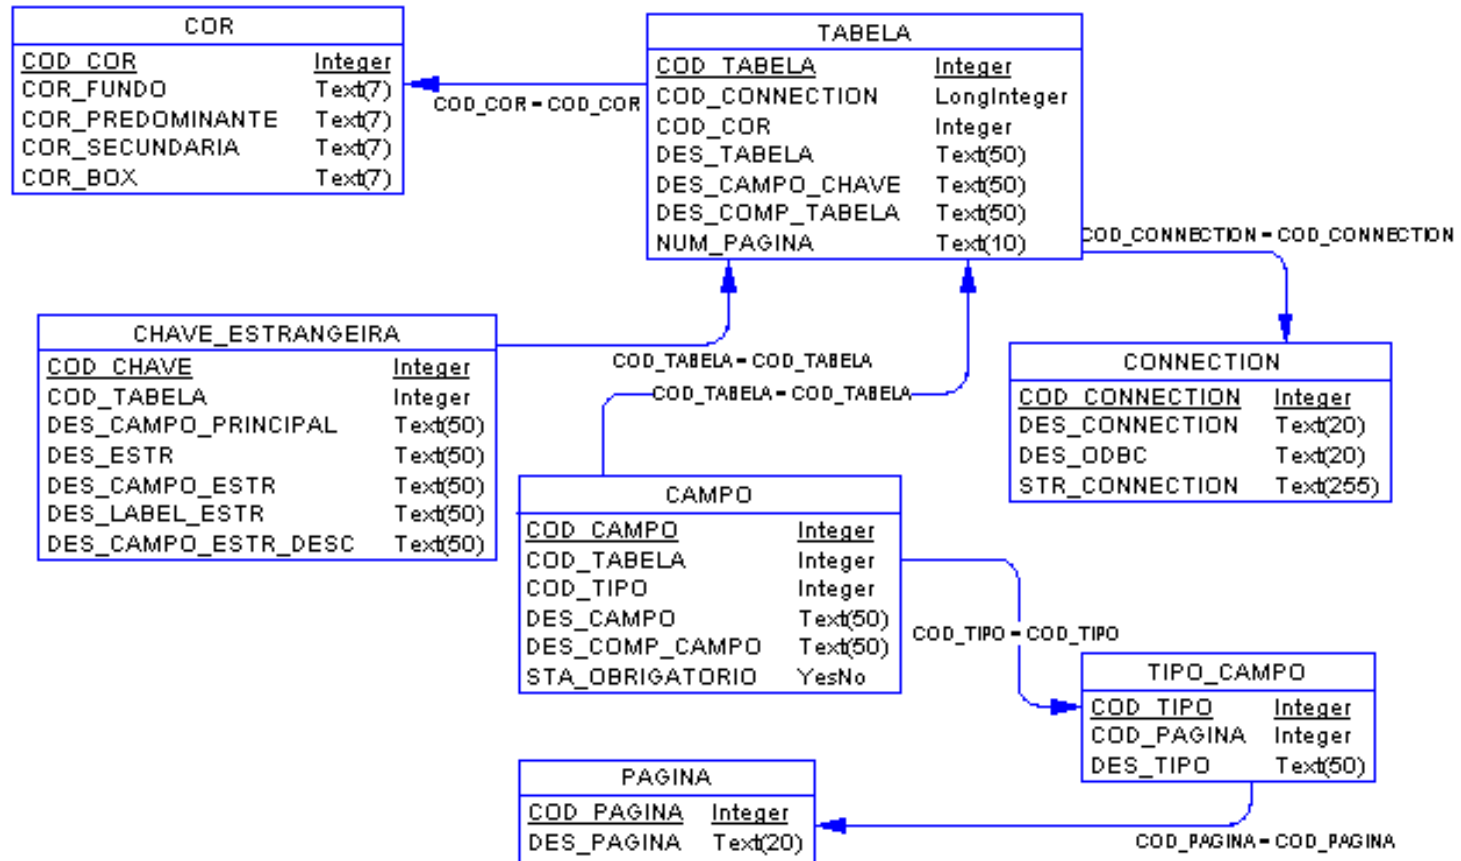 COR
COD_COR Integer
COR_FUNDO Text(7)
COR_PREDOMINANTE Text(7)
COR_SECUNDARIA Text(7)
COR_BOX Text(7)
COD_COR = COD_COR
TABELA
COD_TABELA Integer
COD_CONNECTION LongInteger
COD_COR Integer
DES_TABELA Text(50)
DES_CAMPO_CHAVE Text(50)
DES_COMP_TABELA Text(50)
NUM_PAGINA Text(10)
COD_CONNECTION = COD_CONNECTION
CHAVE_ESTRANGEIRA
COD_CHAVE Integer
COD_TABELA Integer
DES_CAMPO_PRINCIPAL Text(50)
DES_ESTR Text(50)
DES_CAMPO_ESTR Text(50)
DES_LABEL_ESTR Text(50)
DES_CAMPO_ESTR_DESC Text(50)
COD_TABELA = COD_TABELA
COD_TABELA = COD_TABELA
CONNECTION
COD_CONNECTION Integer
DES_CONNECTION Text(20)
DES_ODBC Text(20)
STR_CONNECTION Text(255)
CAMPO
COD_CAMPO Integer
COD_TABELA Integer
COD_TIPO Integer
DES_CAMPO Text(50)
DES_COMP_CAMPO Text(50)
STA_OBRIGATORIO YesNo
COD_TIPO = COD_TIPO
TIPO_CAMPO
COD_TIPO Integer
COD_PAGINA Integer
DES_TIPO Text(50)
PAGINA
COD_PAGINA Integer
DES_PAGINA Text(20)
COD_PAGINA = COD_PAGINA